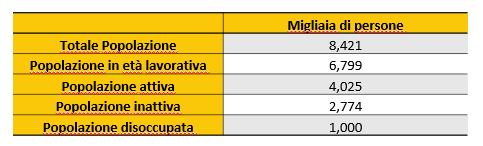 Migliaia di persone
Totale Popolazione 8,421
Popolazione in età lavorativa 6,799
Popolazione attiva 4,025
Popolazione inattiva 2,774
Popolazione disoccupata 1,000